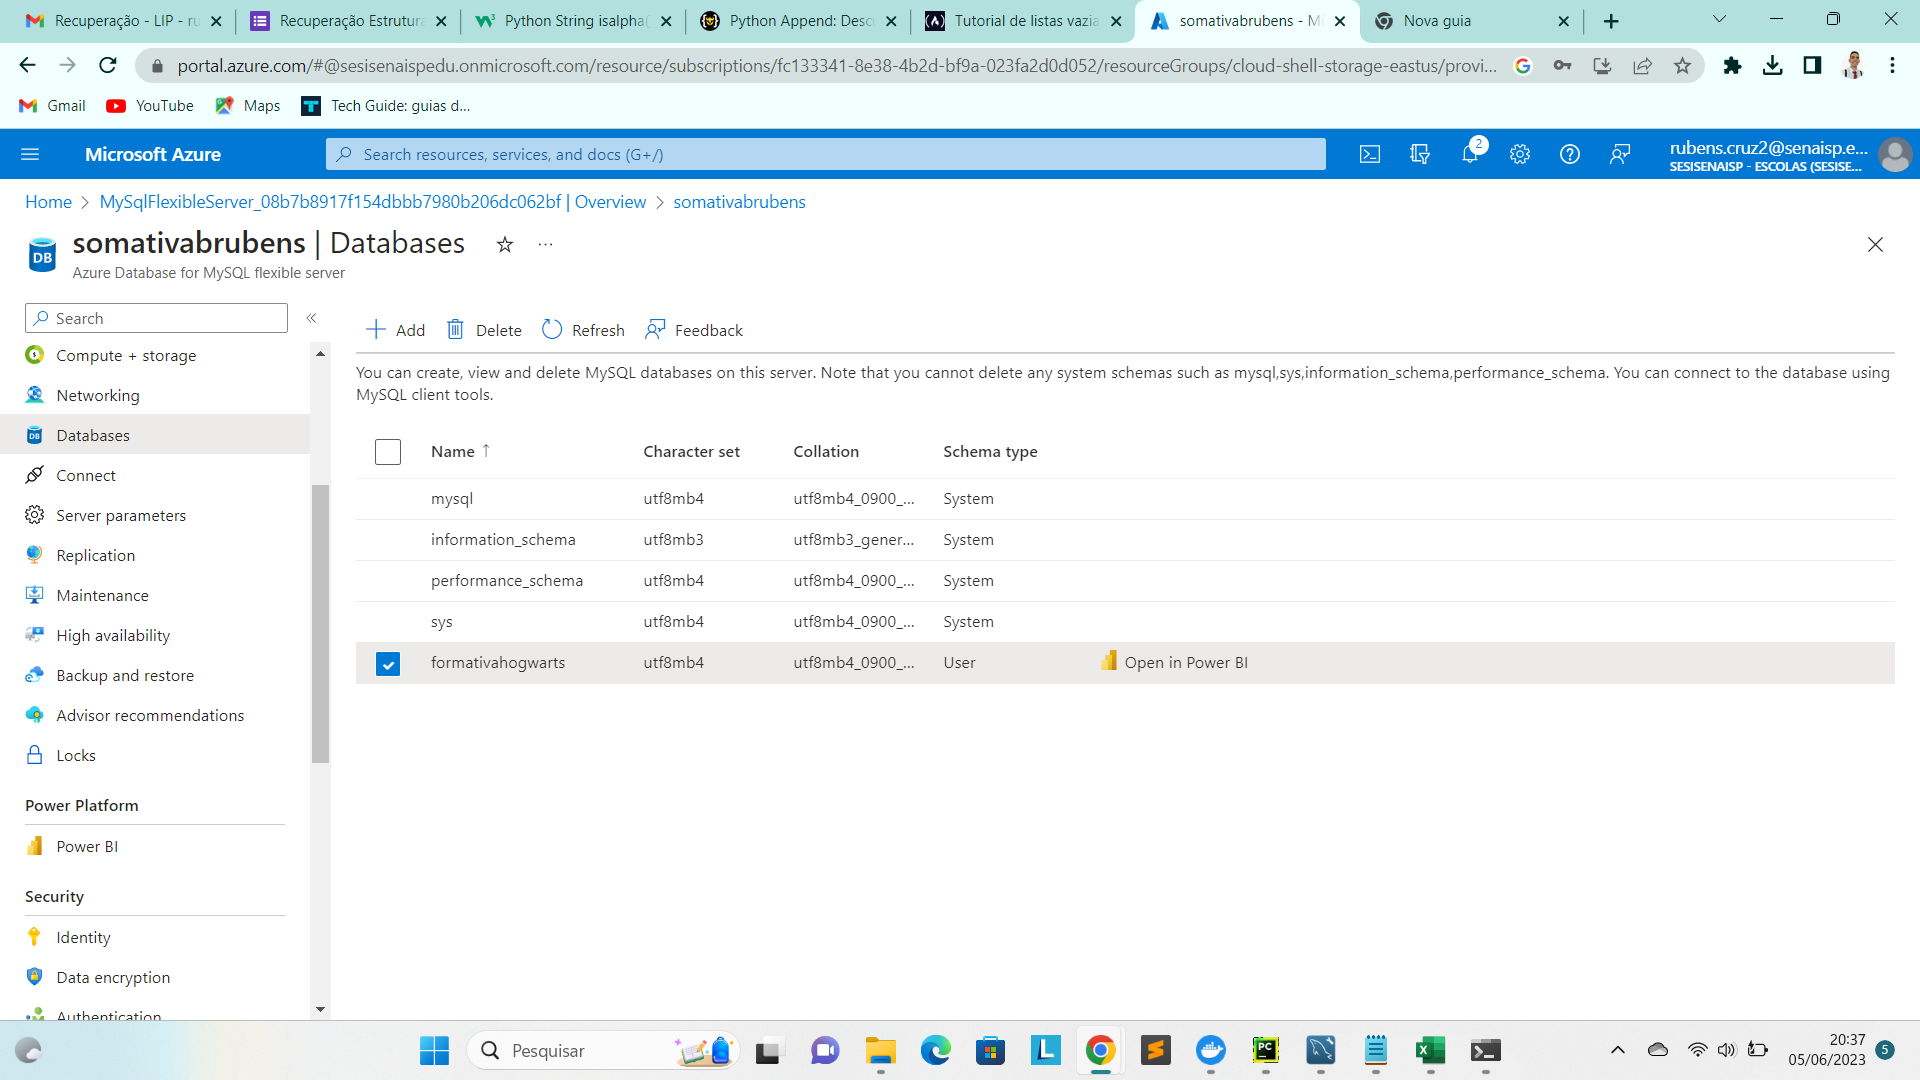 Recuperação - LIP - ru
Recuperação Estrutura
Python String isalpha(
Python Append: Desc
Tutorial de listas vazia
somativabrubens - Mi
Nova guia
portal.azure.com/#@sesisenaispedu.onmicrosoft.com/resource/subscriptions/fc133341-8e38-4b2d-bf9a-023fa2d0d052/resourceGroups/cloud-shell-storage-eastus/provi...
Gmail
YouTube
Maps
Tech Guide: guias d...
Microsoft Azure
Search resources, services, and docs (G+/)
2
rubens.cruz2@senaisp.e...
SESISENAISP - ESCOLAS (SESISE...
Home > MySqlFlexibleServer_08b7b8917f154dbbb7980b206dc062bf | Overview > somativabrubens
DB
somativabrubens | Databases
...
Azure Database for MySQL flexible server
Search
«
Compute + storage
Networking
DB Databases
Connect
Server parameters
Replication
Maintenance
High availability
Backup and restore
Advisor recommendations
Locks
Power Platform
Power BI
Security
Identity
Data encryption
Authentication
Add
Delete
Refresh
Feedback
You can create, view and delete MySQL databases on this server. Note that you cannot delete any system schemas such as mysql,sys,information_schema,performance_schema. You can connect to the database using
MySQL client tools.
Name ↑ Character set Collation Schema type
mysql utf8mb4 utf8mb4_0900_... System
information_schema utf8mb3 utf8mb3_gener... System
performance_schema utf8mb4 utf8mb4_0900_... System
sys utf8mb4 utf8mb4_0900_... System
formativahogwarts utf8mb4 utf8mb4_0900_... User Open in Power BI
Pesquisar
L
PC
20:37
05/06/2023
5